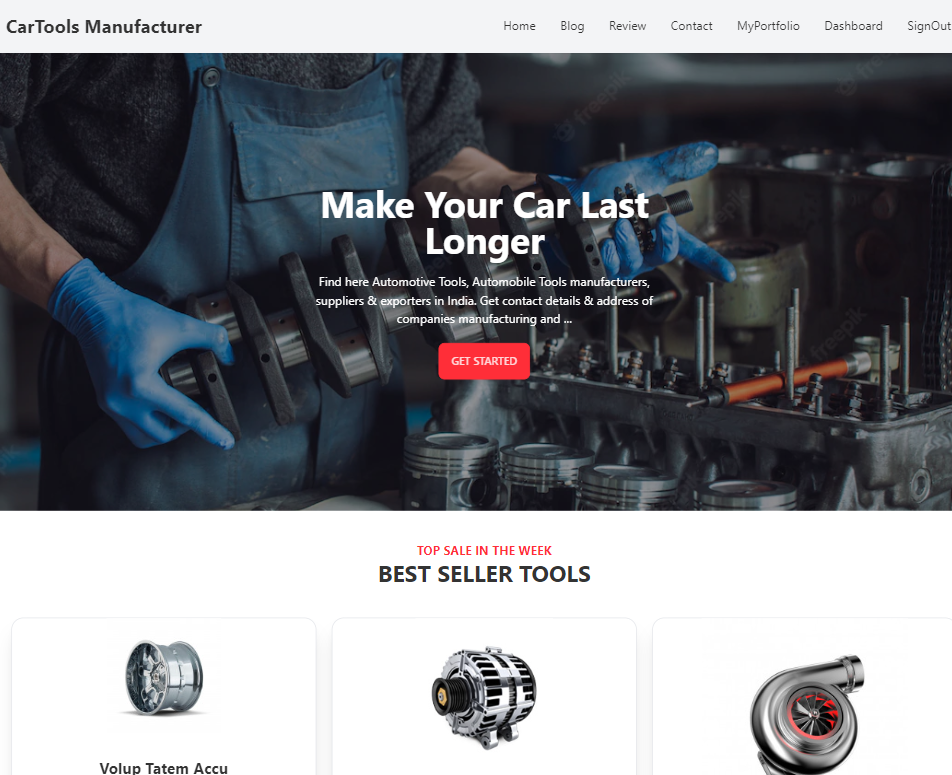 CarTools Manufacturer
Home Blog Review Contact MyPortfolio Dashboard SignOut
freepik
Make Your Car Last
Longer
Find here Automotive Tools, Automobile Tools manufacturers,
suppliers & exporters in India. Get contact details & address of
companies manufacturing and ...
GET STARTED
TOP SALE IN THE WEEK
BEST SELLER TOOLS
Volup Tatem Accu